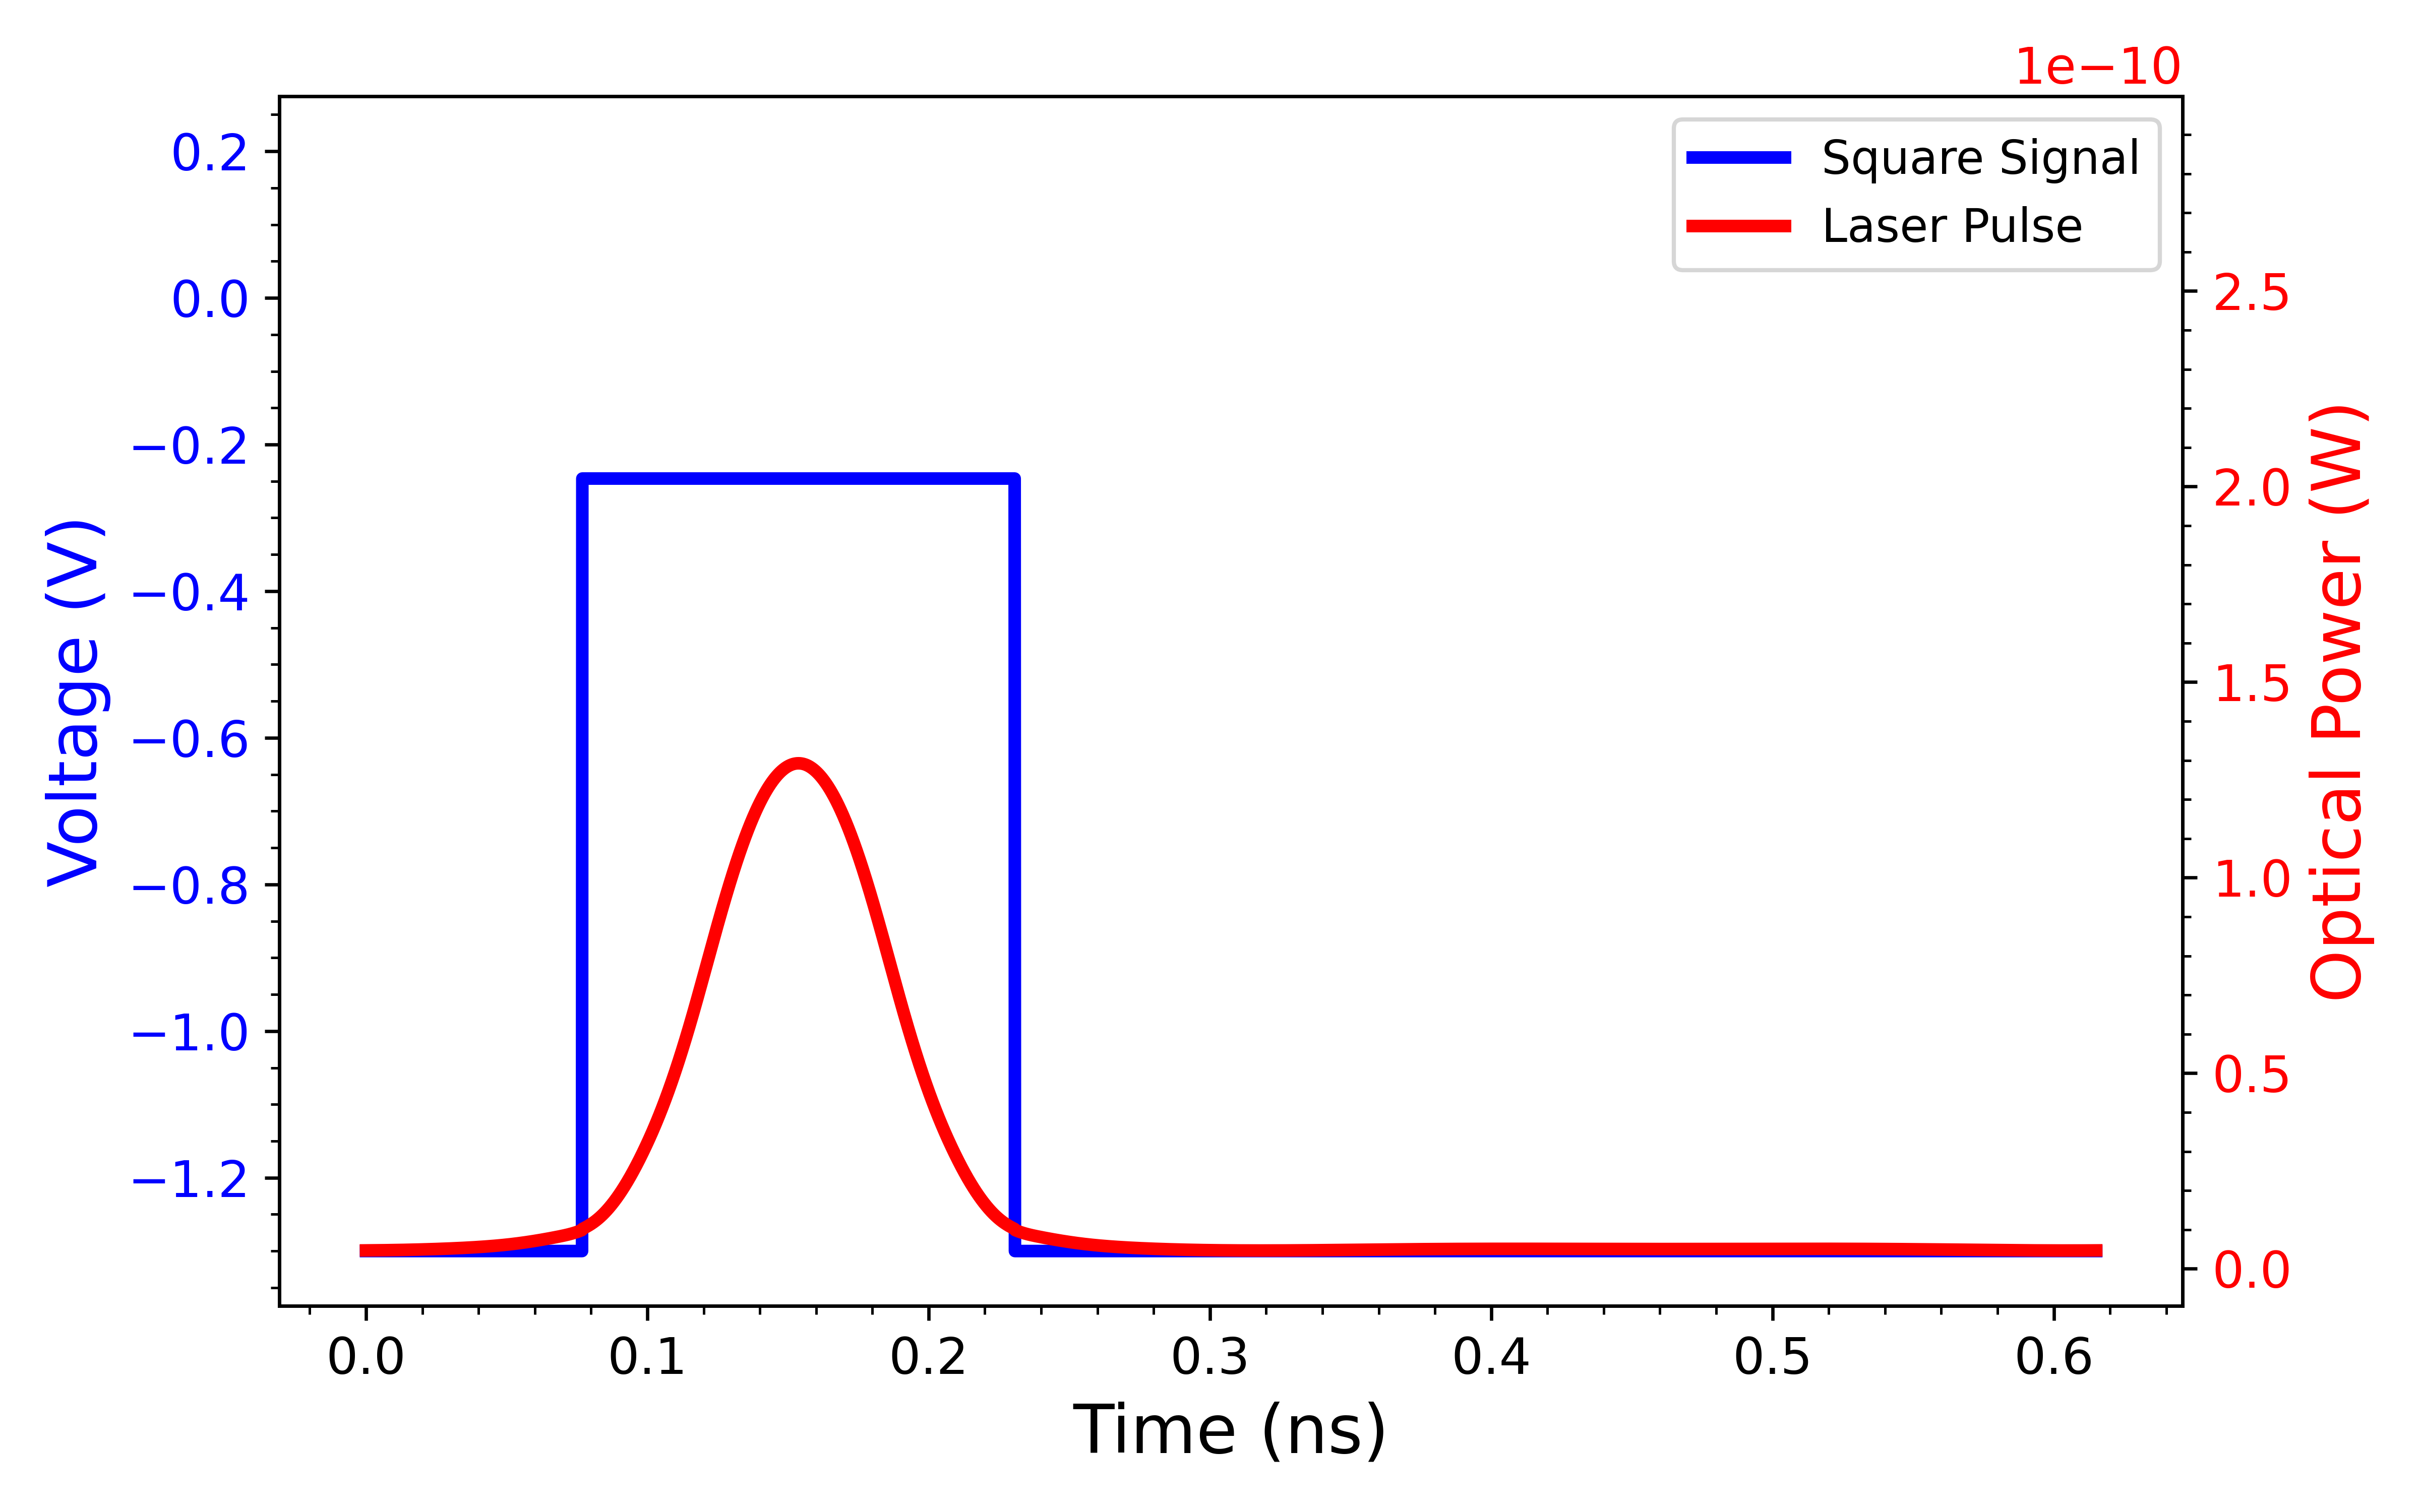 1e−10
Square Signal
Laser Pulse
Voltage (V)
0.2
0.0
−0.2
−0.4
−0.6
−0.8
−1.0
−1.2
2.5
2.0
1.5
1.0
0.5
0.0
Optical Power (W)
0.0 0.1 0.2 0.3 0.4 0.5 0.6
Time (ns)